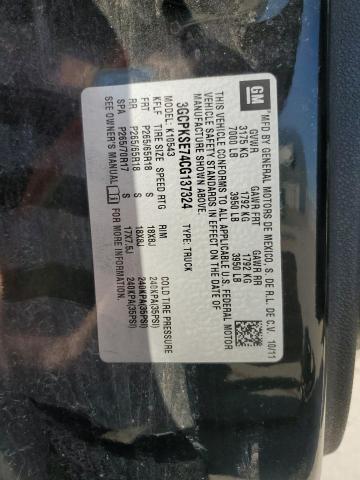 GM
MFD BY GENERAL MOTORS DE MEXICO, S. DE R.L. DE C.V. 10/11
GVWR GAWR FRT GAWR RR
3175 KG 1792 KG 1792 KG
7000 LB 3950 LB 3950 LB
THIS VEHICLE CONFORMS TO ALL APPLICABLE U.S. FEDERAL MOTOR
VEHICLE SAFETY STANDARDS IN EFFECT ON THE DATE OF
MANUFACTURE SHOWN ABOVE.
3GCPKSE74CG137324 TYPE: TRUCK
MODEL: K10543
KFLF TIRE SIZE SPEED RTG RIM COLD TIRE PRESSURE
FRT P265/65R18 S 18X8J 240KPA(35PSI)
RR P265/65R18 S 18X8J 240KPA(35PSI)
SPA P265/70R17 S 17X7.5J 240KPA(35PSI)
SEE OWNER'S MANUAL